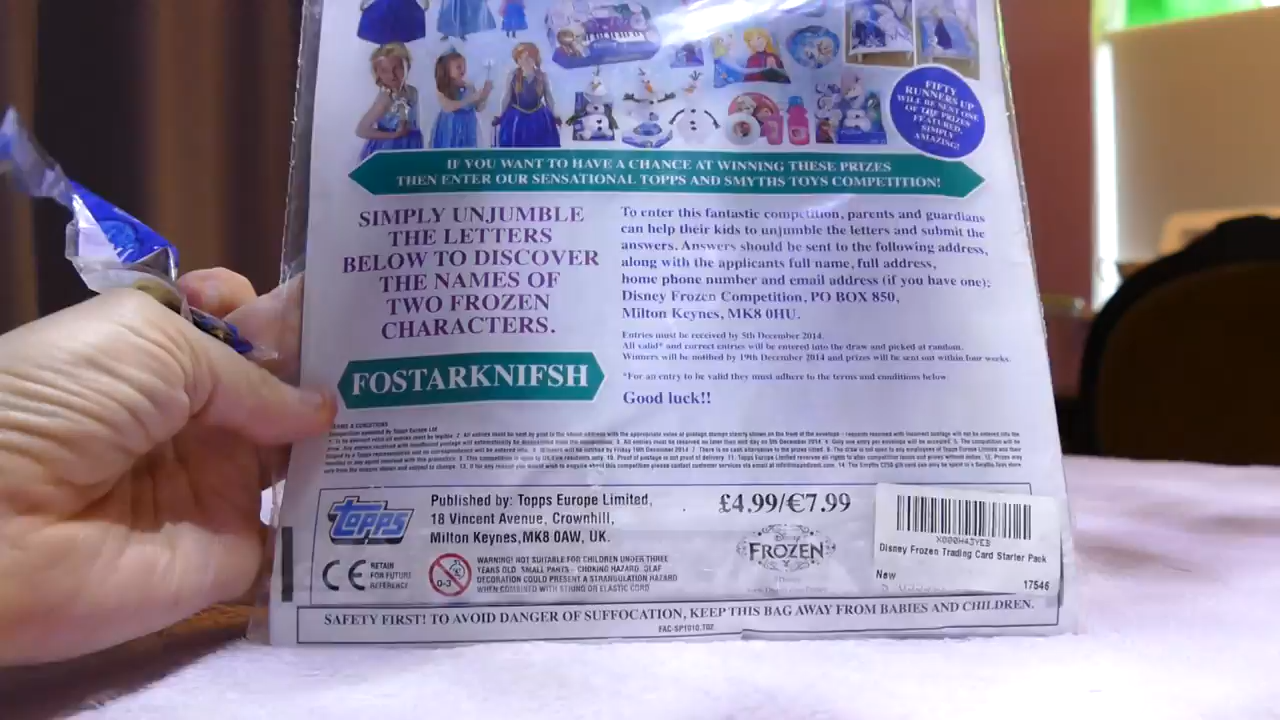 FIFTY
RUNNERS UP
WILL BE SENT ONE
OF THE PRIZES
FEATURED.
SIMPLY
AMAZING!
IF YOU WANT TO HAVE A CHANCE AT WINNING THESE PRIZES
THEN ENTER OUR SENSATIONAL TOPPS AND SMYTHS TOYS COMPETITION!
SIMPLY UNJUMBLE
THE LETTERS
BELOW TO DISCOVER
THE NAMES OF
TWO FROZEN
CHARACTERS.
FOSTARKNIFSH
To enter this fantastic competition, parents and guardians
can help their kids to unjumble the letters and submit the
answers. Answers should be sent to the following address,
along with the applicants full name, full address,
home phone number and email address (if you have one);
Disney Frozen Competition, PO BOX 850,
Milton Keynes, MK8 0HU.
Entries must be received by 5th December 2014.
All valid* and correct entries will be entered into the draw and picked at random.
Winners will be notified by 19th December 2014 and prizes will be sent out within four weeks.
*For an entry to be valid they must adhere to the terms and conditions below
Good luck!!
TERMS & CONDITIONS
TOPPS
Published by: Topps Europe Limited,
18 Vincent Avenue, Crownhill,
Milton Keynes, MK8 0AW, UK.
£4.99/€7.99
CE
RETAIN
FOR FUTURE
REFERENCE
0-3
WARNING! NOT SUITABLE FOR CHILDREN UNDER THREE
YEARS OLD. SMALL PARTS - CHOKING HAZARD. OLAF
DECORATION COULD PRESENT A STRANGULATION HAZARD
WHEN COMBINED WITH STRING OR ELASTIC CORD
Disney
FROZEN
X000H4JYE3
Disney Frozen Trading Card Starter Pack
New
17546
SAFETY FIRST! TO AVOID DANGER OF SUFFOCATION, KEEP THIS BAG AWAY FROM BABIES AND CHILDREN.
FAC-SP1010.T02